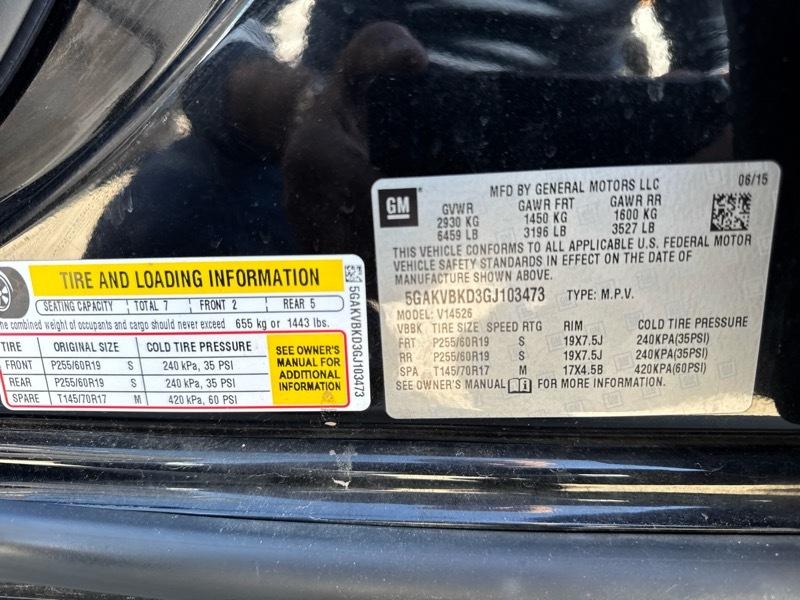 TIRE AND LOADING INFORMATION
SEATING CAPACITY TOTAL 7 FRONT 2 REAR 5
The combined weight of occupants and cargo should never exceed 655 kg or 1443 lbs.
TIRE ORIGINAL SIZE COLD TIRE PRESSURE
FRONT P255/60R19 S 240 kPa, 35 PSI
REAR P255/60R19 S 240 kPa, 35 PSI
SPARE T145/70R17 M 420 kPa, 60 PSI
SEE OWNER'S
MANUAL FOR
ADDITIONAL
INFORMATION
5GAKVBKD3GJ103473
GM
MFD BY GENERAL MOTORS LLC 06/15
GVWR GAWR FRT GAWR RR
2930 KG 1450 KG 1600 KG
6459 LB 3196 LB 3527 LB
THIS VEHICLE CONFORMS TO ALL APPLICABLE U.S. FEDERAL MOTOR
VEHICLE SAFETY STANDARDS IN EFFECT ON THE DATE OF
MANUFACTURE SHOWN ABOVE.
5GAKVBKD3GJ103473 TYPE: M.P.V.
MODEL: V14526
VBBK TIRE SIZE SPEED RTG RIM COLD TIRE PRESSURE
FRT P255/60R19 S 19X7.5J 240KPA(35PSI)
RR P255/60R19 S 19X7.5J 240KPA(35PSI)
SPA T145/70R17 M 17X4.5B 420KPA(60PSI)
SEE OWNER'S MANUAL FOR MORE INFORMATION.